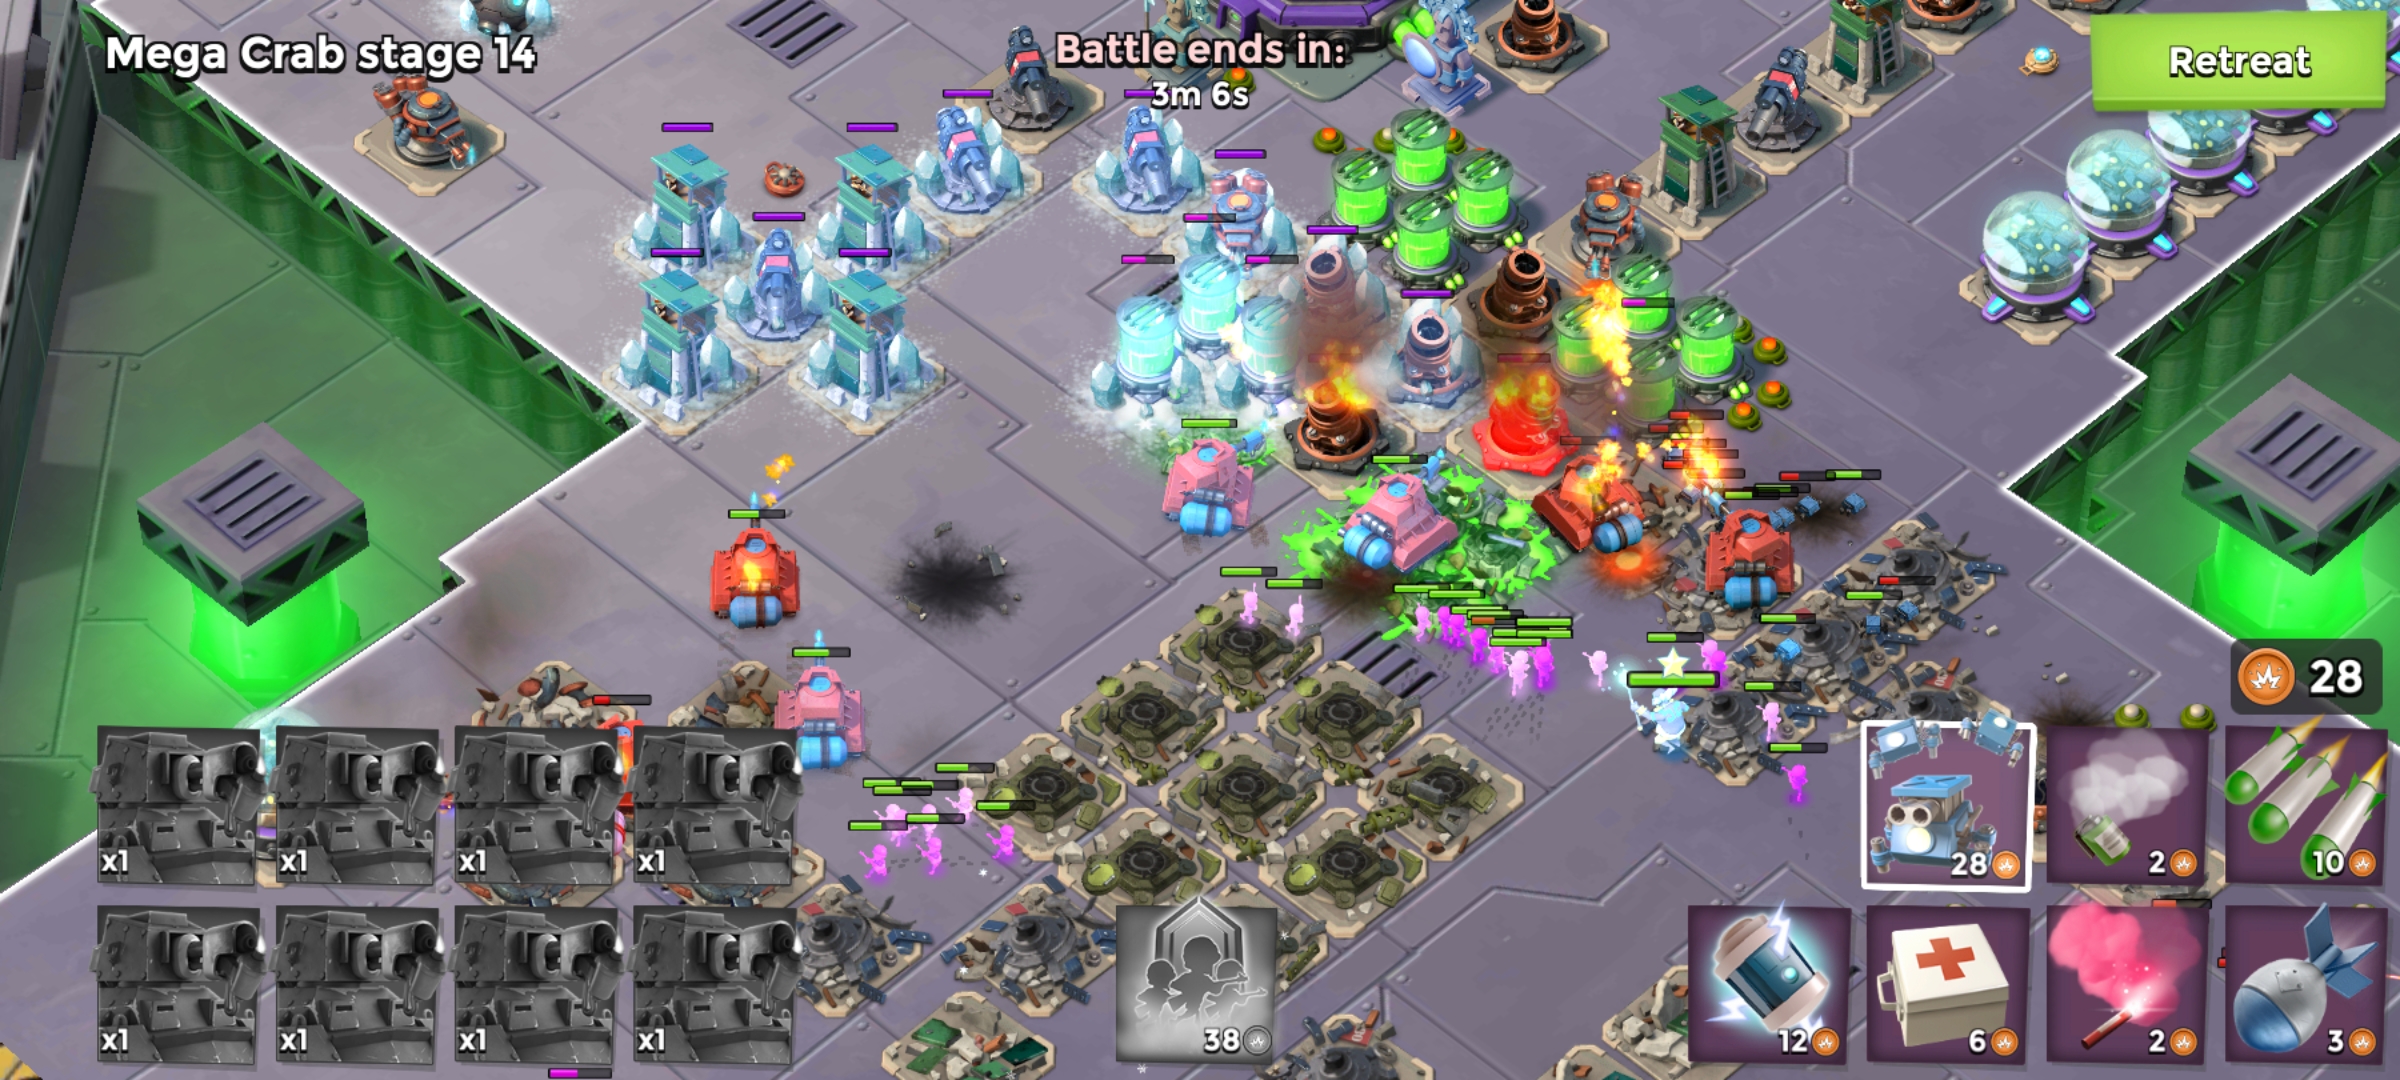 Mega Crab stage 14
Battle ends in:
3m 6s
Retreat
28
28
2
10
x1
x1
x1
x1
x1
x1
x1
x1
38
12
6
2
3